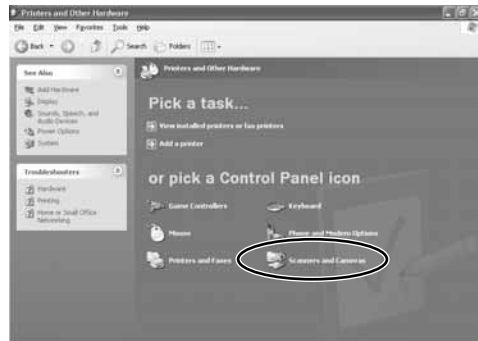 Printers and Other Hardware
File Edit View Favorites Tools Help
Back Search Folders
See Also
Add Hardware
Display
Sounds, Speech, and
Audio Devices
Power Options
System
Troubleshooters
Hardware
Printing
Home or Small Office
Networking
Printers and Other Hardware
Pick a task...
View installed printers or fax printers
Add a printer
or pick a Control Panel icon
Game Controllers Keyboard
Mouse Phone and Modem Options
Printers and Faxes Scanners and Cameras